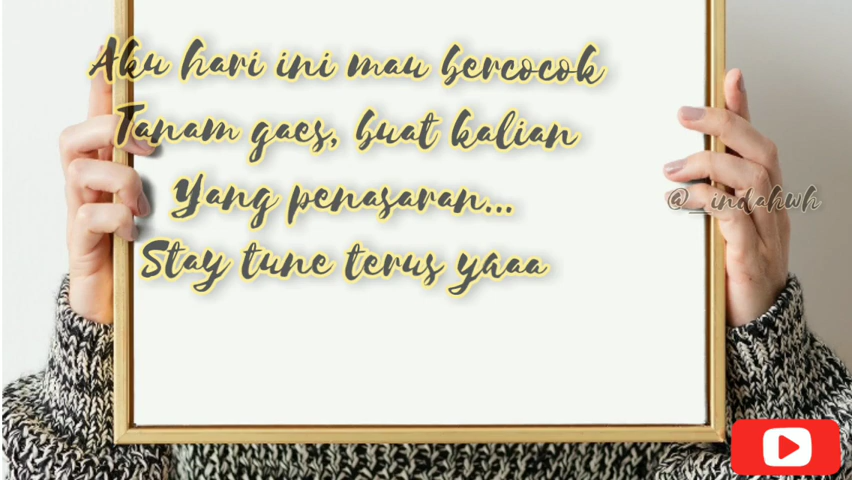 Aku hari ini mau bercocok
Tanam gaes, buat kalian
Yang penasaran...
Stay tune terus yaaa
@_indahwh